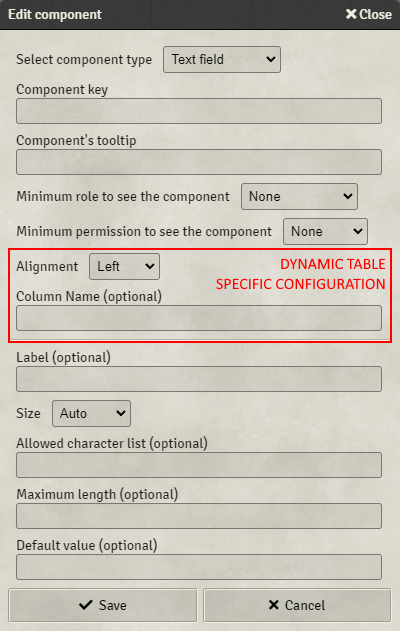 Edit component Close
Select component type Text field
Component key
Component's tooltip
Minimum role to see the component None
Minimum permission to see the component None
Alignment Left
DYNAMIC TABLE
SPECIFIC CONFIGURATION
Column Name (optional)
Label (optional)
Size Auto
Allowed character list (optional)
Maximum length (optional)
Default value (optional)
Save Cancel